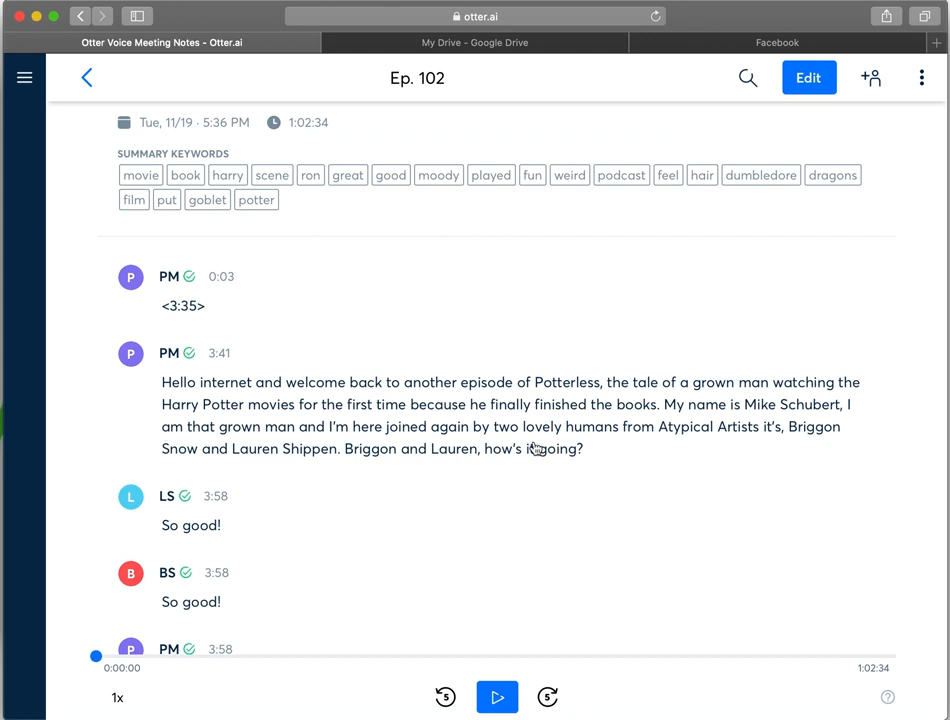 otter.ai
Otter Voice Meeting Notes - Otter.ai
My Drive - Google Drive
Facebook
Ep. 102
Edit
Tue, 11/19 · 5:36 PM 1:02:34
SUMMARY KEYWORDS
movie book harry scene ron great good moody played fun weird podcast feel hair dumbledore dragons
film put goblet potter
P PM 0:03
<3:35>
P PM 3:41
Hello internet and welcome back to another episode of Potterless, the tale of a grown man watching the
Harry Potter movies for the first time because he finally finished the books. My name is Mike Schubert, I
am that grown man and I'm here joined again by two lovely humans from Atypical Artists it's, Briggon
Snow and Lauren Shippen. Briggon and Lauren, how's it going?
L LS 3:58
So good!
B BS 3:58
So good!
P PM 3:58
0:00:00 1:02:34
1x 5 5 ?